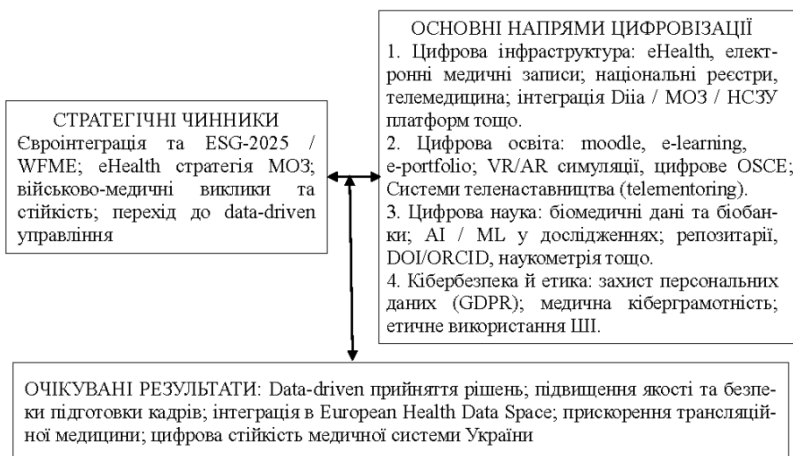 СТРАТЕГІЧНІ ЧИННИКИ
Євроінтеграція та ESG-2025 /
WFME; eHealth стратегія МОЗ;
військово-медичні виклики та
стійкість; перехід до data-driven
управління
ОСНОВНІ НАПРЯМИ ЦИФРОВІЗАЦІЇ
1. Цифрова інфраструктура: eHealth, елект-
ронні медичні записи; національні реєстри,
телемедицина; інтеграція Diia / МОЗ / НСЗУ
платформ тощо.
2. Цифрова освіта: moodle, e-learning,
e-portfolio; VR/AR симуляції, цифрове OSCE;
Системи теленаставництва (telementoring).
3. Цифрова наука: біомедичні дані та біобан-
ки; AI / ML у дослідженнях; репозитарії,
DOI/ORCID, наукометрія тощо.
4. Кібербезпека й етика: захист персональних
даних (GDPR); медична кіберграмотність;
етичне використання ШІ.
ОЧІКУВАНІ РЕЗУЛЬТАТИ: Data-driven прийняття рішень; підвищення якості та безпе-
ки підготовки кадрів; інтеграція в European Health Data Space; прискорення трансляцій-
ної медицини; цифрова стійкість медичної системи України